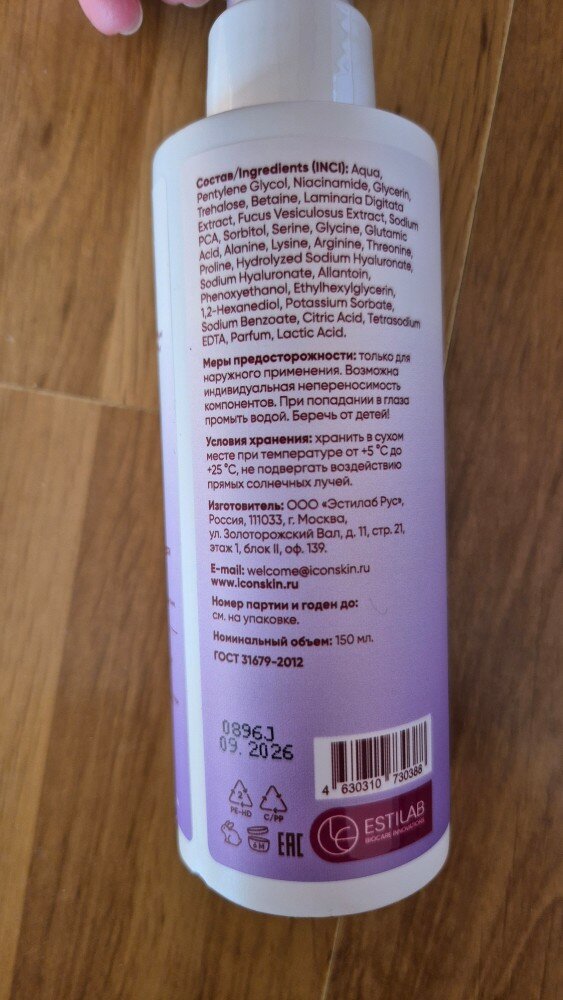 Состав/Ingredients (INCI): Aqua,
Pentylene Glycol, Niacinamide, Glycerin,
Trehalose, Betaine, Laminaria Digitata
Extract, Fucus Vesiculosus Extract, Sodium
PCA, Sorbitol, Serine, Glycine, Glutamic
Acid, Alanine, Lysine, Arginine, Threonine,
Proline, Hydrolyzed Sodium Hyaluronate,
Sodium Hyaluronate, Allantoin,
Phenoxyethanol, Ethylhexylglycerin,
1,2-Hexanediol, Potassium Sorbate,
Sodium Benzoate, Citric Acid, Tetrasodium
EDTA, Parfum, Lactic Acid.
Меры предосторожности: только для
наружного применения. Возможна
индивидуальная непереносимость
компонентов. При попадании в глаза
промыть водой. Беречь от детей!
Условия хранения: хранить в сухом
месте при температуре от +5 °C до
+25 °C, не подвергать воздействию
прямых солнечных лучей.
Изготовитель: ООО «Эстилаб Рус»,
Россия, 111033, г. Москва,
ул. Золоторожский Вал, д. 11, стр. 21,
этаж 1, блок II, оф. 139.
E-mail: welcome@iconskin.ru
www.iconskin.ru
Номер партии и годен до:
см. на упаковке.
Номинальный объем: 150 мл.
ГОСТ 31679-2012
0896J
09. 2026
4 630310 730388
2
PE-HD
C/PP
6 M
EAC
ESTILAB
BIOCARE INNOVATIONS